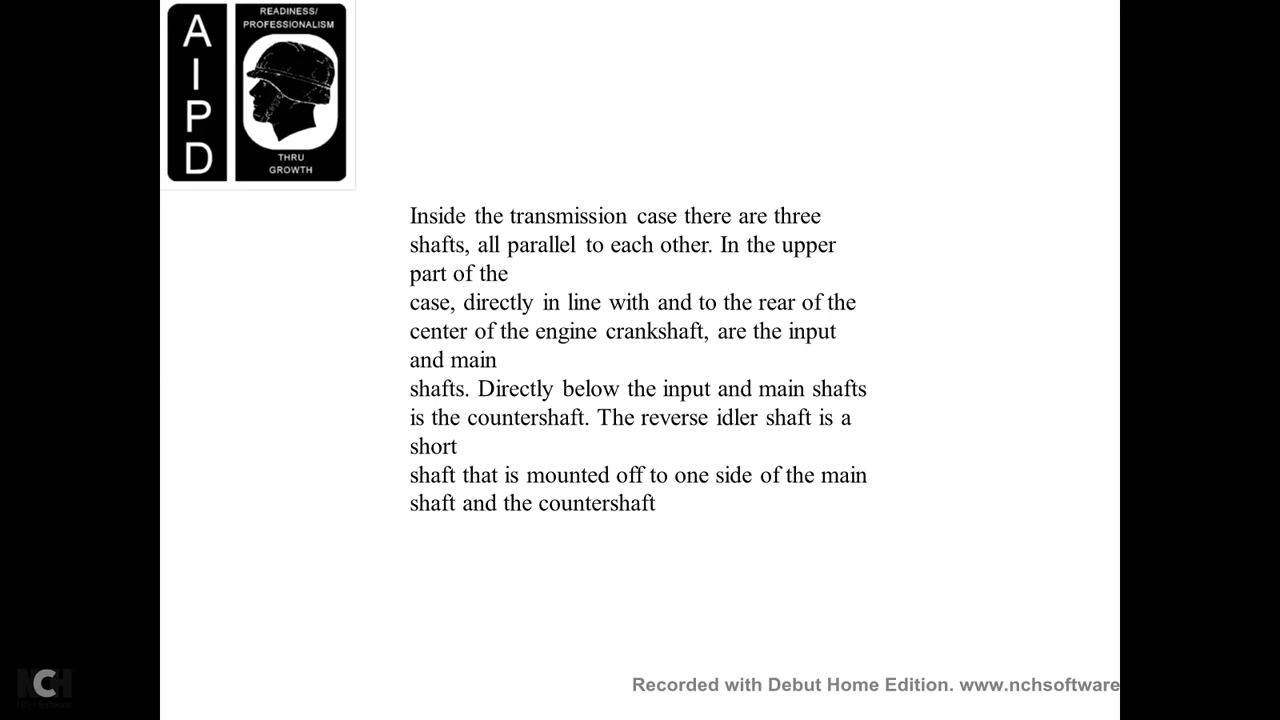 READINESS/
PROFESSIONALISM
A
I
P
D
THRU
GROWTH
Inside the transmission case there are three
shafts, all parallel to each other. In the upper
part of the
case, directly in line with and to the rear of the
center of the engine crankshaft, are the input
and main
shafts. Directly below the input and main shafts
is the countershaft. The reverse idler shaft is a
short
shaft that is mounted off to one side of the main
shaft and the countershaft
NCH
NCH Software
Recorded with Debut Home Edition. www.nchsoftware